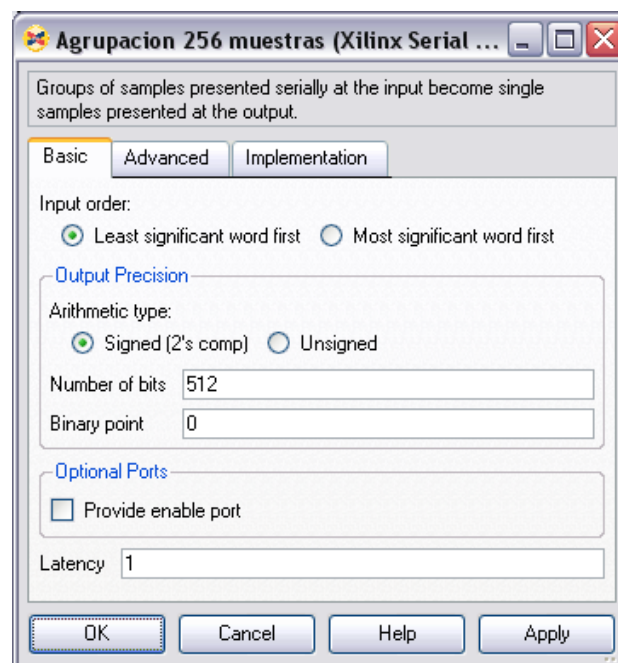 Agrupacion 256 muestras (Xilinx Serial ...
Groups of samples presented serially at the input become single
samples presented at the output.
Basic Advanced Implementation
Input order:
Least significant word first Most significant word first
Output Precision
Arithmetic type:
Signed (2's comp) Unsigned
Number of bits 512
Binary point 0
Optional Ports
Provide enable port
Latency 1
OK Cancel Help Apply